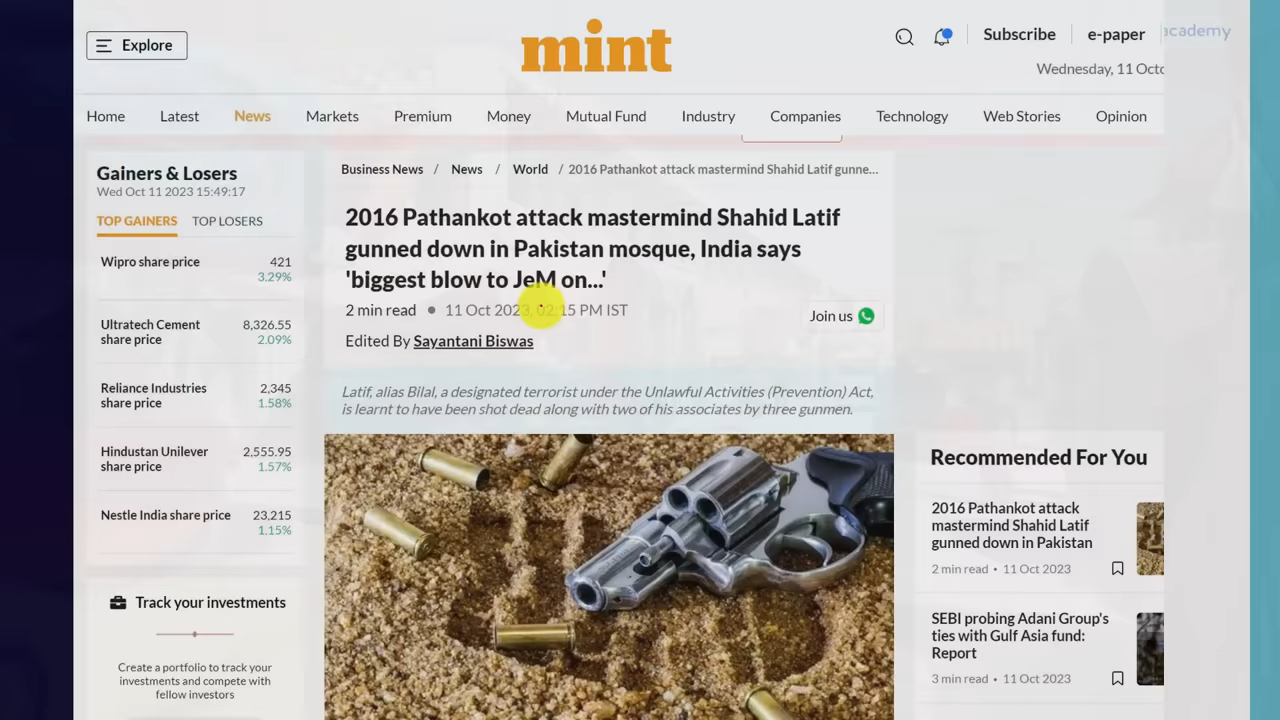 Explore
mint
Subscribe
e-paper
academy
Wednesday, 11 Octo
Home Latest News Markets Premium Money Mutual Fund Industry Companies Technology Web Stories Opinion
Gainers & Losers
Wed Oct 11 2023 15:49:17
TOP GAINERS TOP LOSERS
Wipro share price 421
3.29%
Ultratech Cement 8,326.55
share price 2.09%
Reliance Industries 2,345
share price 1.58%
Hindustan Unilever 2,555.95
share price 1.57%
Nestle India share price 23,215
1.15%
Track your investments
Create a portfolio to track your
investments and compete with
fellow investors
Business News / News / World / 2016 Pathankot attack mastermind Shahid Latif gunne...
2016 Pathankot attack mastermind Shahid Latif
gunned down in Pakistan mosque, India says
'biggest blow to JeM on...'
2 min read • 11 Oct 2023, 02:15 PM IST
Join us
Edited By Sayantani Biswas
Latif, alias Bilal, a designated terrorist under the Unlawful Activities (Prevention) Act,
is learnt to have been shot dead along with two of his associates by three gunmen.
Recommended For You
2016 Pathankot attack
mastermind Shahid Latif
gunned down in Pakistan
2 min read • 11 Oct 2023
SEBI probing Adani Group's
ties with Gulf Asia fund:
Report
3 min read • 11 Oct 2023